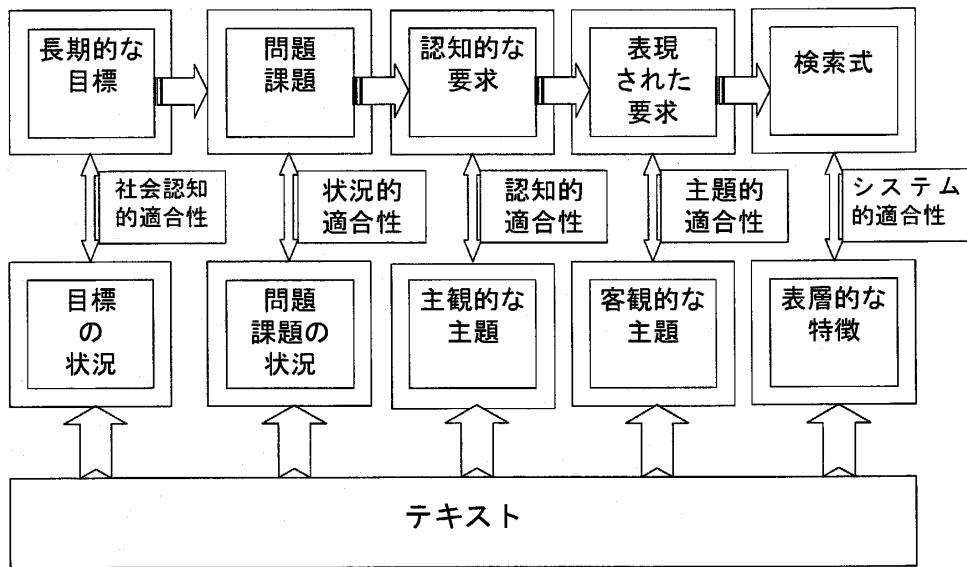 長期的な
目標
問題
課題
認知的な
要求
表現
された
要求
検索式
社会認知
的適合性
状況的
適合性
認知的
適合性
主題的
適合性
システム
的適合性
目標
の
状況
問題
課題の
状況
主観的な
主題
客観的な
主題
表層的な
特徴
テキスト